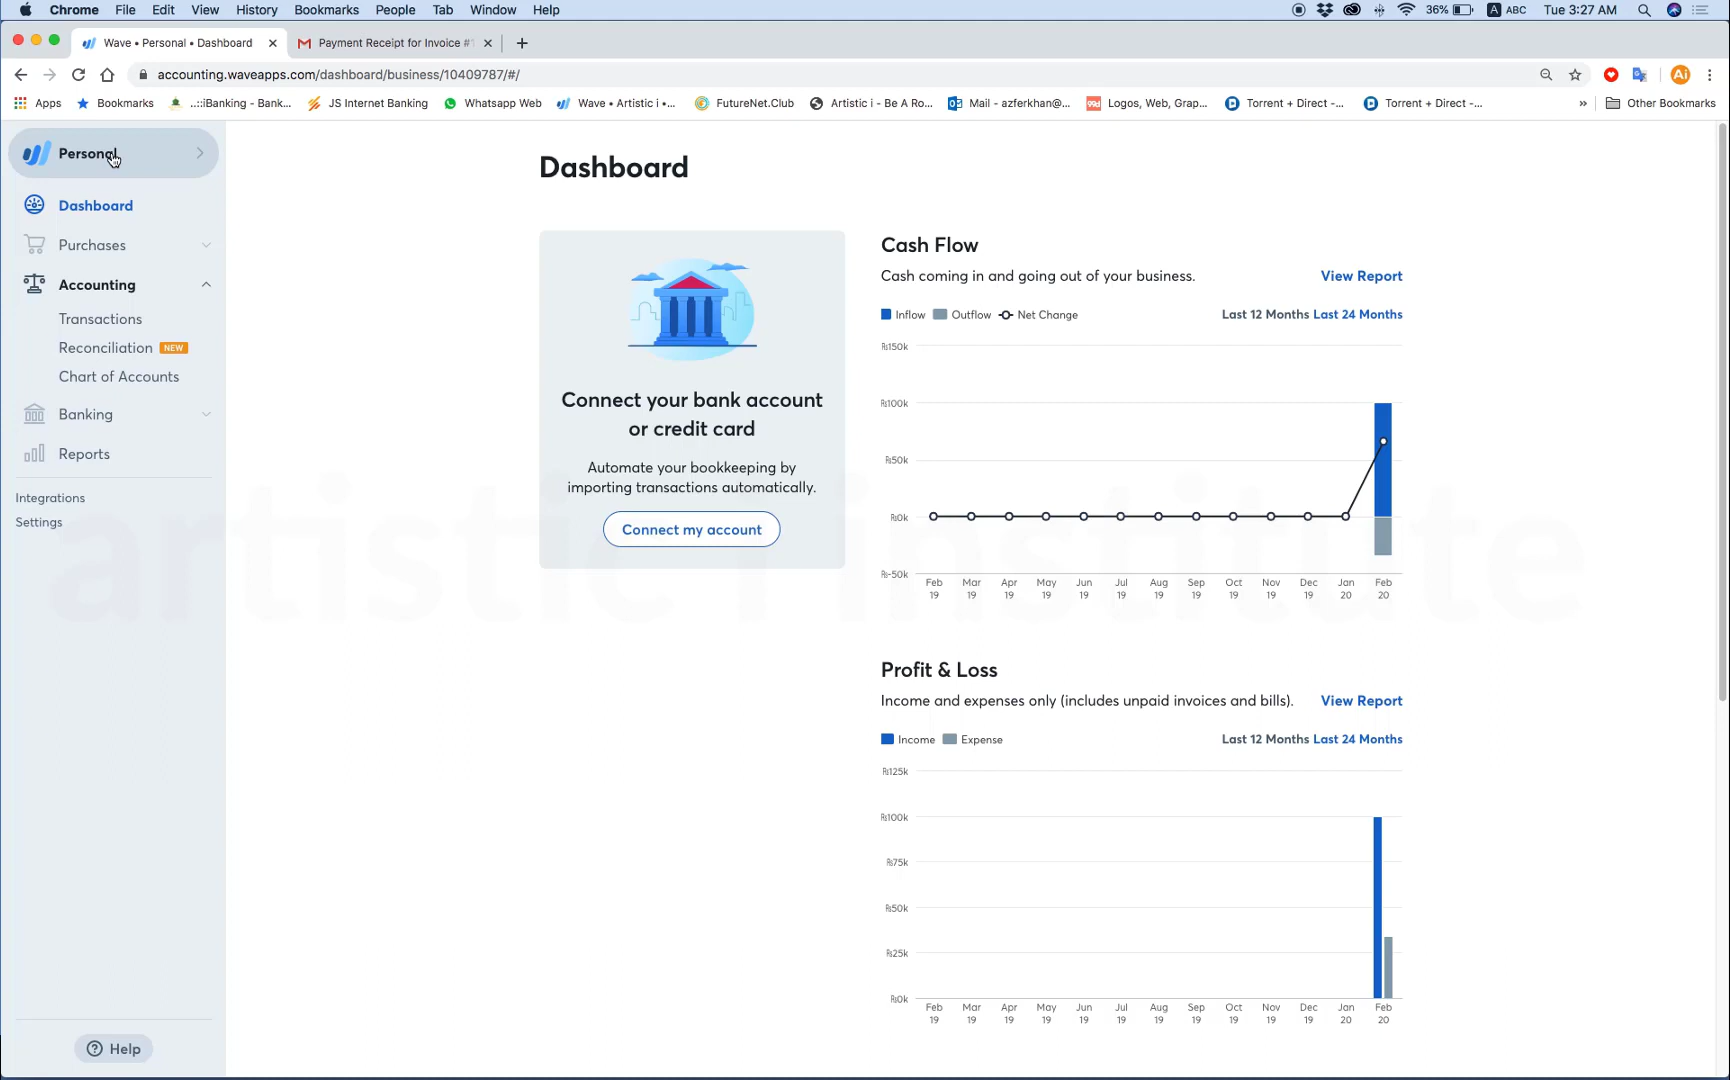 Chrome File Edit View History Bookmarks People Tab Window Help 36% A ABC Tue 3:27 AM
Wave • Personal • Dashboard Payment Receipt for Invoice #
accounting.waveapps.com/dashboard/business/10409787/#/ Ai
Apps Bookmarks ..::iBanking - Bank... JS Internet Banking Whatsapp Web Wave • Artistic i •... FutureNet.Club Artistic i - Be A Ro... Mail - azferkhan@... 99d Logos, Web, Grap... Torrent + Direct -... Torrent + Direct -... » Other Bookmarks
Personal
Dashboard
Purchases
Accounting
Transactions
Reconciliation NEW
Chart of Accounts
Banking
Reports
Integrations
Settings
Help
Dashboard
Connect your bank account
or credit card
Automate your bookkeeping by
importing transactions automatically.
Connect my account
Cash Flow
Cash coming in and going out of your business. View Report
Inflow Outflow Net Change Last 12 Months Last 24 Months
₨150k
₨100k
₨50k
₨0k
₨-50k
Feb Mar Apr May Jun Jul Aug Sep Oct Nov Dec Jan Feb
19 19 19 19 19 19 19 19 19 19 19 20 20
Profit & Loss
Income and expenses only (includes unpaid invoices and bills). View Report
Income Expense Last 12 Months Last 24 Months
₨125k
₨100k
₨75k
₨50k
₨25k
₨0k
Feb Mar Apr May Jun Jul Aug Sep Oct Nov Dec Jan Feb
19 19 19 19 19 19 19 19 19 19 19 20 20
artistic i institute